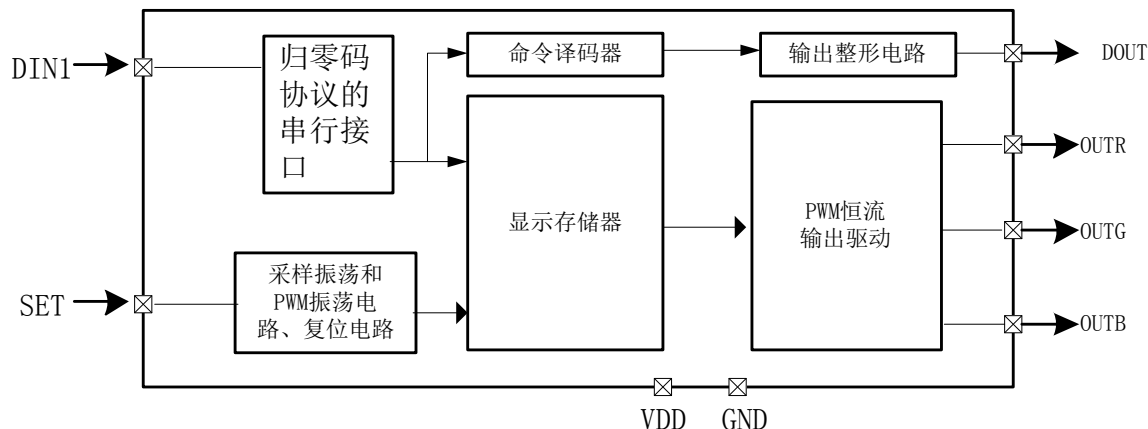 DIN1
归零码
协议的
串行接
口
命令译码器
输出整形电路
DOUT
显示存储器
PWM恒流
输出驱动
OUTR
OUTG
OUTB
SET
采样振荡和
PWM振荡电
路、复位电路
VDD
GND